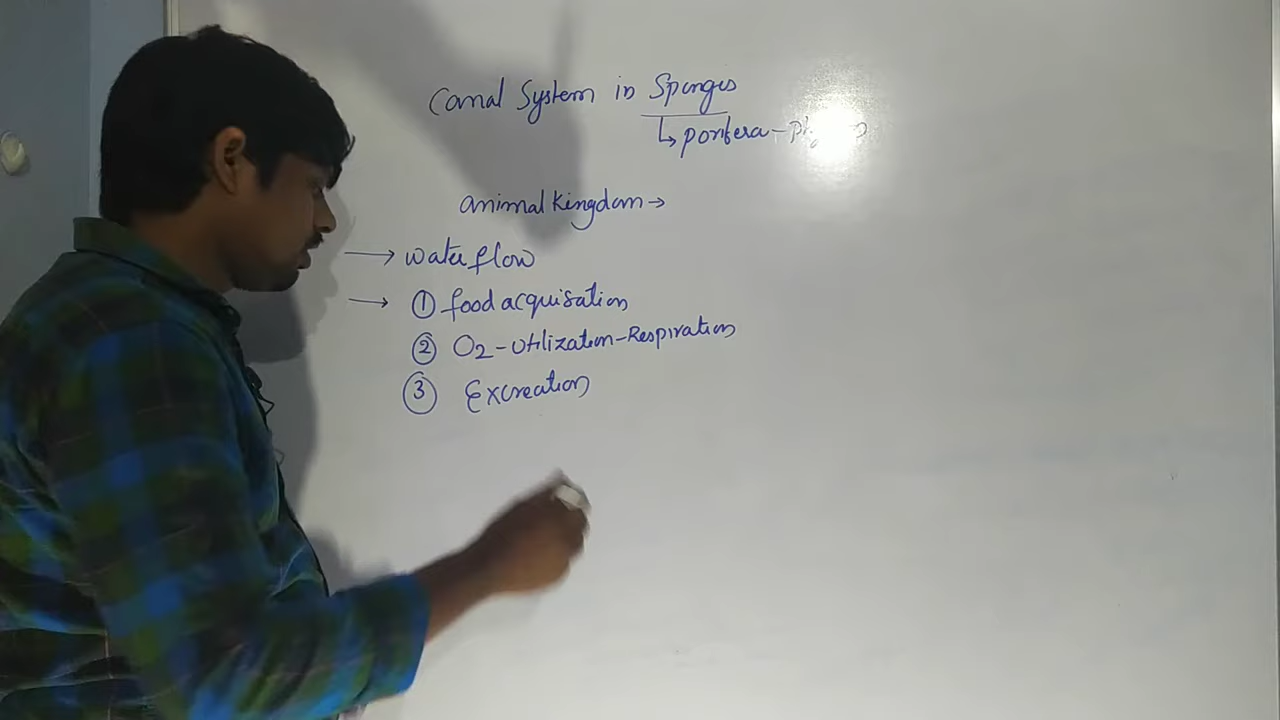 Canal System in Sponges
↳ porifera -
animal kingdom →
→ water flow
→ ① food acquisation
② O2 - Utilization - Respiration
③ Excreation